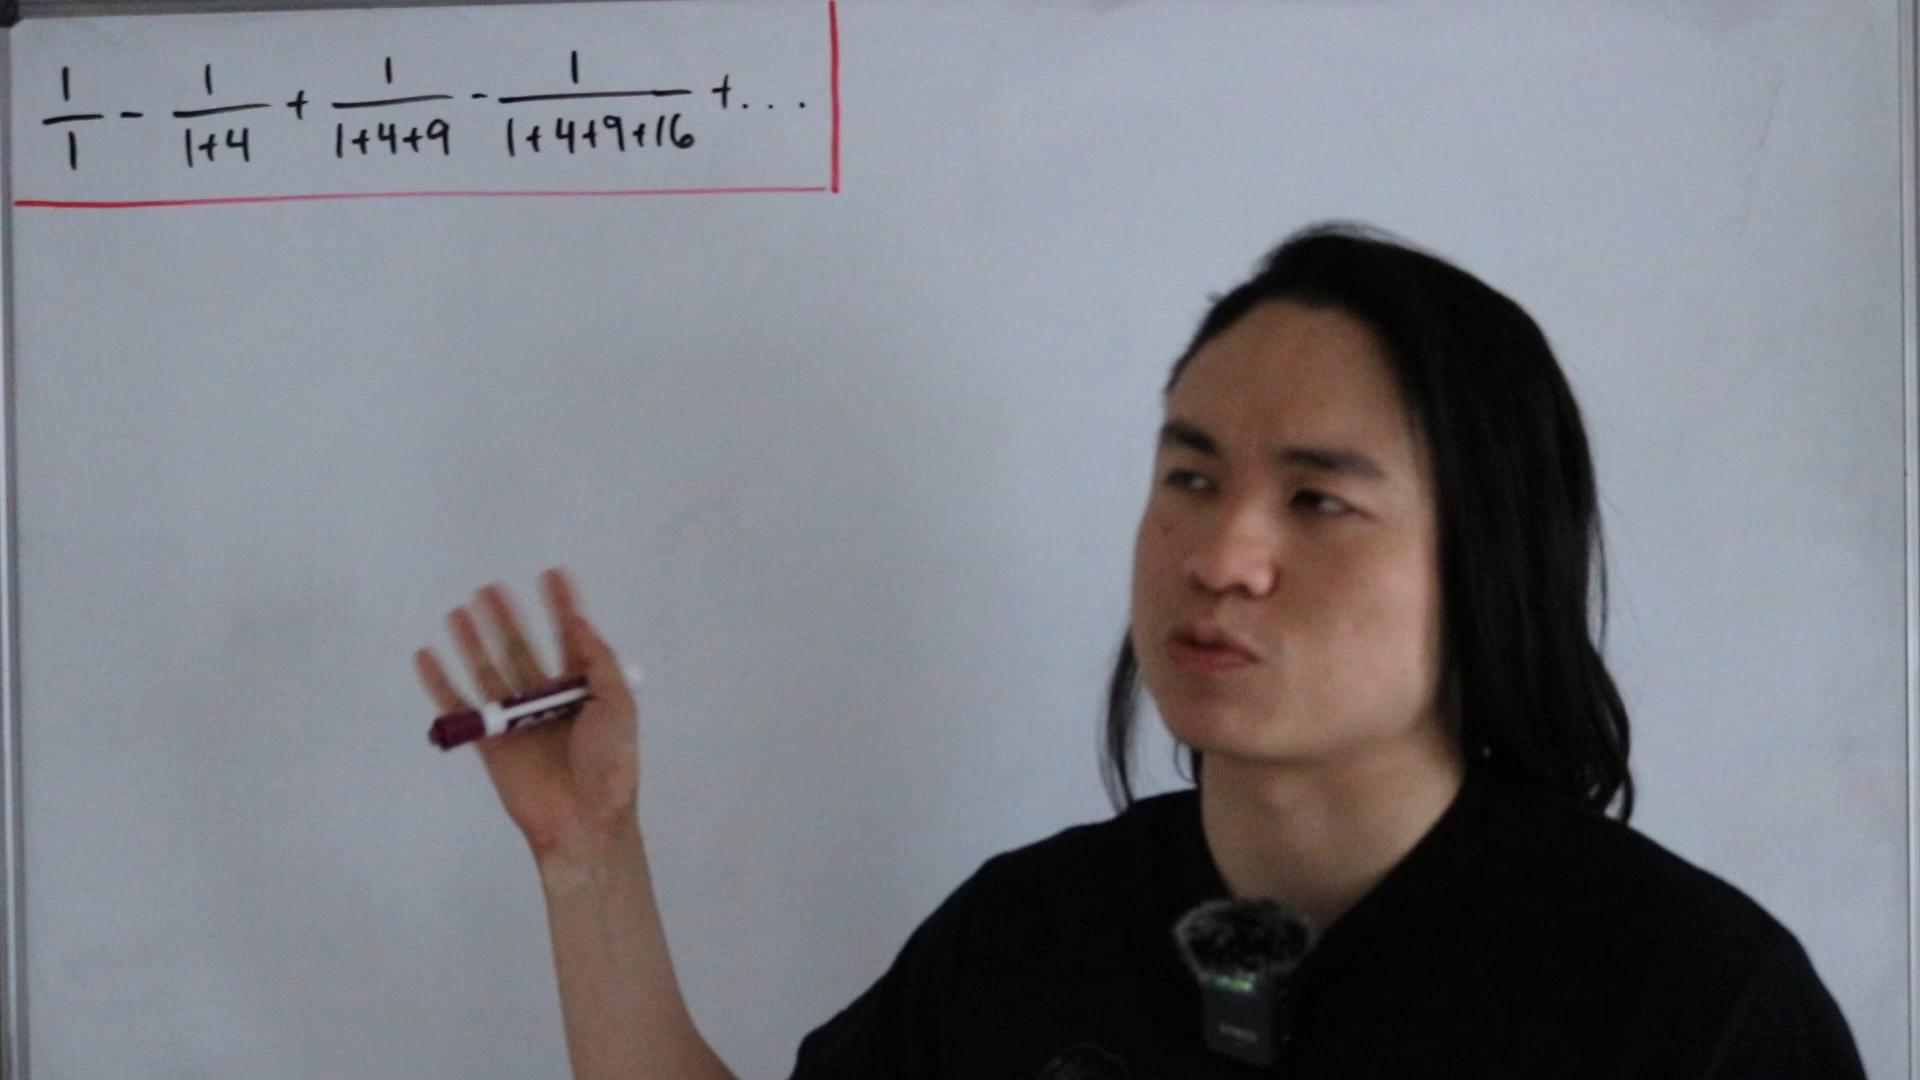 1/1 - 1/(1+4) + 1/(1+4+9) - 1/(1+4+9+16) + ...